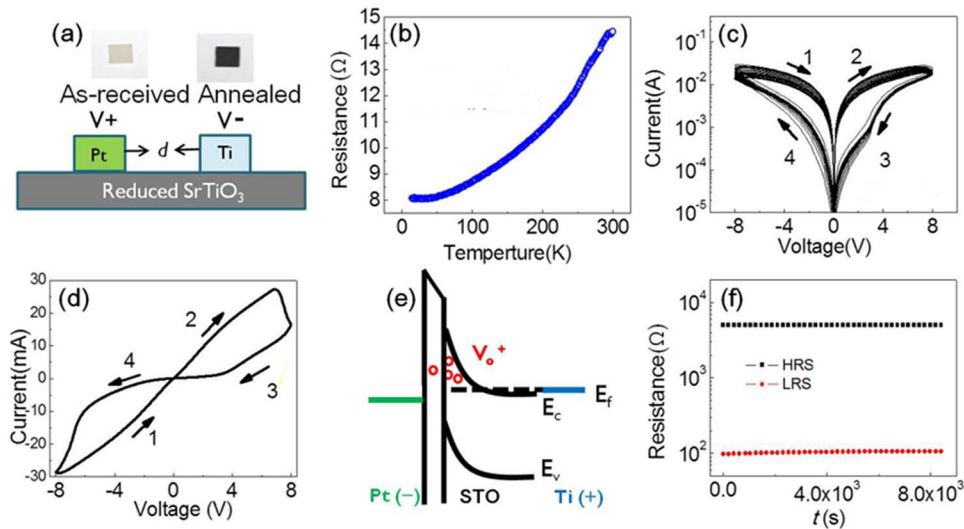 (a)
As-received Annealed
V+ V-
Pt d Ti
Reduced SrTiO3
(b)
Resistance (Ω)
15
14
13
12
11
10
9
8
0 100 200 300
Temperture(K)
(c)
Current(A)
10-1
10-2
10-3
10-4
10-5
1 2
4 3
-8 -4 0 4 8
Voltage(V)
(d)
Current(mA)
30
20
10
0
-10
-20
-30
2
4
3
1
-8 -4 0 4 8
Voltage (V)
(e)
Vo+
Ef
Ec
Ev
Pt (−) STO Ti (+)
(f)
Resistance(Ω)
104
103
102
HRS
LRS
0.0 4.0x103 8.0x103
t(s)